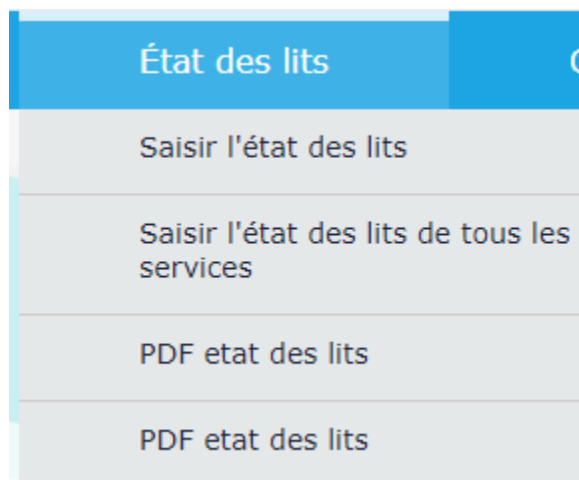 État des lits
Saisir l'état des lits
Saisir l'état des lits de tous les
services
PDF etat des lits
PDF etat des lits